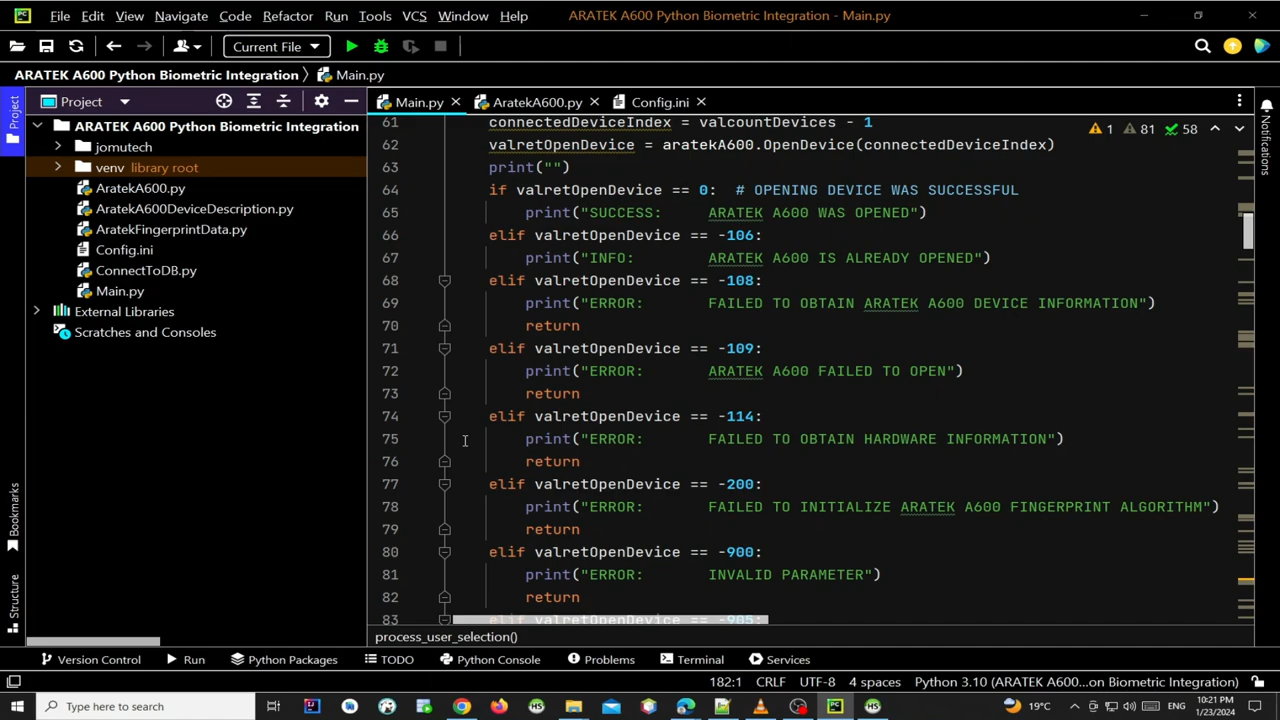 File Edit View Navigate Code Refactor Run Tools VCS Window Help ARATEK A600 Python Biometric Integration - Main.py
Current File
ARATEK A600 Python Biometric Integration Main.py
Project
Main.py AratekA600.py Config.ini
ARATEK A600 Python Biometric Integration
jomutech
venv library root
AratekA600.py
AratekA600DeviceDescription.py
AratekFingerprintData.py
Config.ini
ConnectToDB.py
Main.py
External Libraries
Scratches and Consoles
Project
Bookmarks
Structure
61 connectedDeviceIndex = valcountDevices - 1
62 valretOpenDevice = aratekA600.OpenDevice(connectedDeviceIndex)
63 print("")
64 if valretOpenDevice == 0: # OPENING DEVICE WAS SUCCESSFUL
65 print("SUCCESS: ARATEK A600 WAS OPENED")
66 elif valretOpenDevice == -106:
67 print("INFO: ARATEK A600 IS ALREADY OPENED")
68 elif valretOpenDevice == -108:
69 print("ERROR: FAILED TO OBTAIN ARATEK A600 DEVICE INFORMATION")
70 return
71 elif valretOpenDevice == -109:
72 print("ERROR: ARATEK A600 FAILED TO OPEN")
73 return
74 elif valretOpenDevice == -114:
75 print("ERROR: FAILED TO OBTAIN HARDWARE INFORMATION")
76 return
77 elif valretOpenDevice == -200:
78 print("ERROR: FAILED TO INITIALIZE ARATEK A600 FINGERPRINT ALGORITHM")
79 return
80 elif valretOpenDevice == -900:
81 print("ERROR: INVALID PARAMETER")
82 return
83 elif valretOpenDevice == -905:
1 81 58
Notifications
process_user_selection()
Version Control Run Python Packages TODO Python Console Problems Terminal Services
182:1 CRLF UTF-8 4 spaces Python 3.10 (ARATEK A600...on Biometric Integration)
Type here to search
19°C
ENG
10:21 PM
1/23/2024